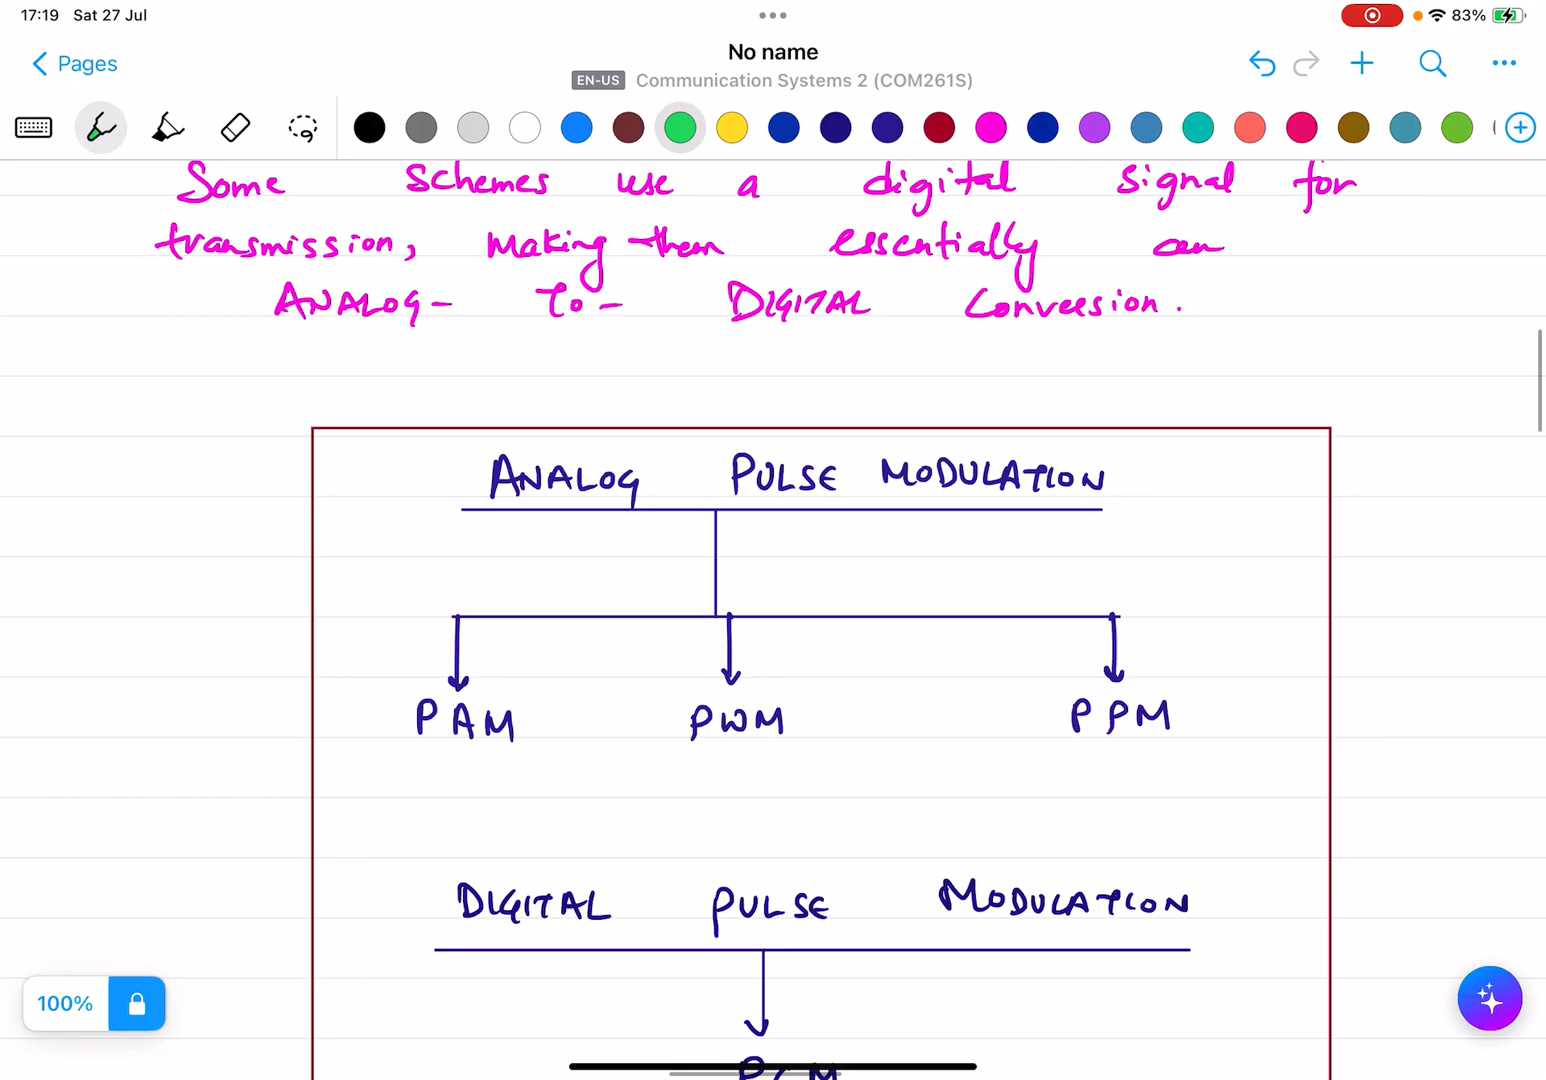 17:19 Sat 27 Jul
83%
Pages
No name
EN-US Communication Systems 2 (COM261S)
Some schemes use a digital signal for
transmission, making them essentially an
ANALOG- To- DIGITAL Conversion.
ANALOG PULSE MODULATION
PAM PWM PPM
DIGITAL PULSE MODULATION
PCM
100%